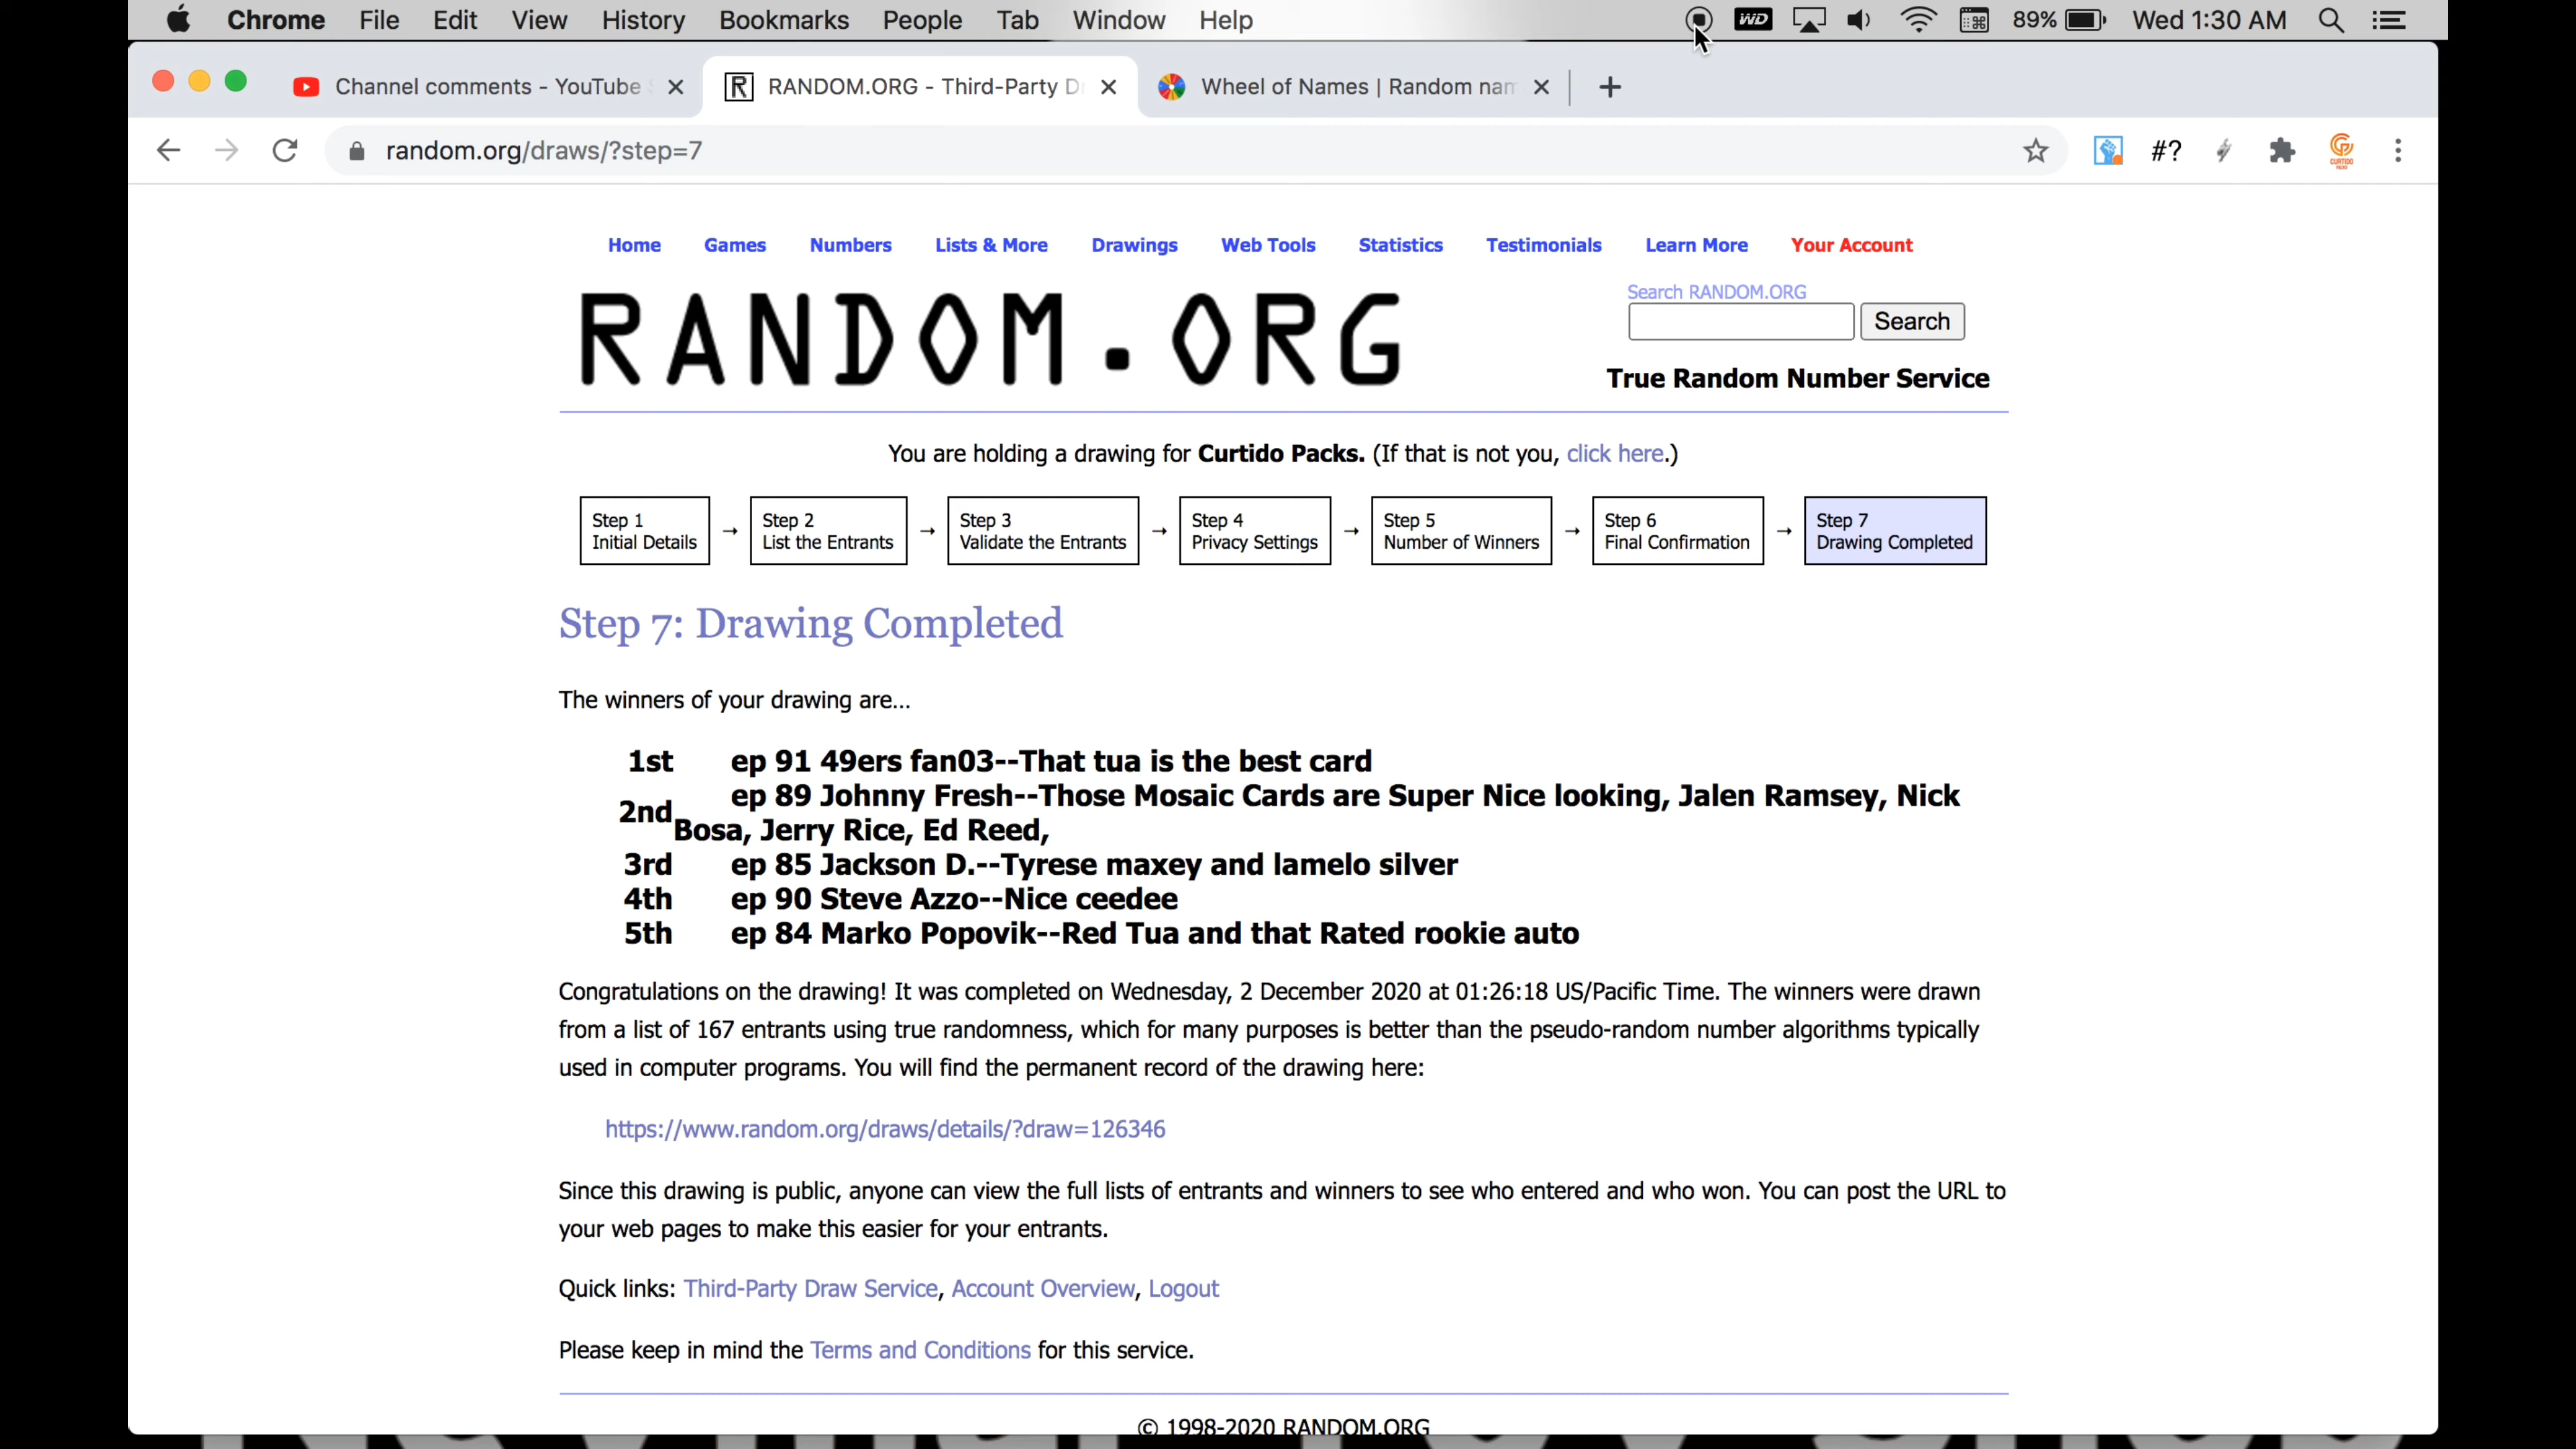 Chrome File Edit View History Bookmarks People Tab Window Help WD 89% Wed 1:30 AM
Channel comments - YouTube RANDOM.ORG - Third-Party Wheel of Names | Random
random.org/draws/?step=7 #? CURTIDO
Home Games Numbers Lists & More Drawings Web Tools Statistics Testimonials Learn More Your Account
RANDOM.ORG
Search RANDOM.ORG
Search
True Random Number Service
You are holding a drawing for Curtido Packs. (If that is not you, click here.)
Step 1 Step 2 Step 3 Step 4 Step 5 Step 6 Step 7
Initial Details → List the Entrants → Validate the Entrants → Privacy Settings → Number of Winners → Final Confirmation → Drawing Completed
Step 7: Drawing Completed
The winners of your drawing are...
1st ep 91 49ers fan03--That tua is the best card
2nd ep 89 Johnny Fresh--Those Mosaic Cards are Super Nice looking, Jalen Ramsey, Nick
Bosa, Jerry Rice, Ed Reed,
3rd ep 85 Jackson D.--Tyrese maxey and lamelo silver
4th ep 90 Steve Azzo--Nice ceedee
5th ep 84 Marko Popovik--Red Tua and that Rated rookie auto
Congratulations on the drawing! It was completed on Wednesday, 2 December 2020 at 01:26:18 US/Pacific Time. The winners were drawn
from a list of 167 entrants using true randomness, which for many purposes is better than the pseudo-random number algorithms typically
used in computer programs. You will find the permanent record of the drawing here:
https://www.random.org/draws/details/?draw=126346
Since this drawing is public, anyone can view the full lists of entrants and winners to see who entered and who won. You can post the URL to
your web pages to make this easier for your entrants.
Quick links: Third-Party Draw Service, Account Overview, Logout
Please keep in mind the Terms and Conditions for this service.
© 1998-2020 RANDOM.ORG